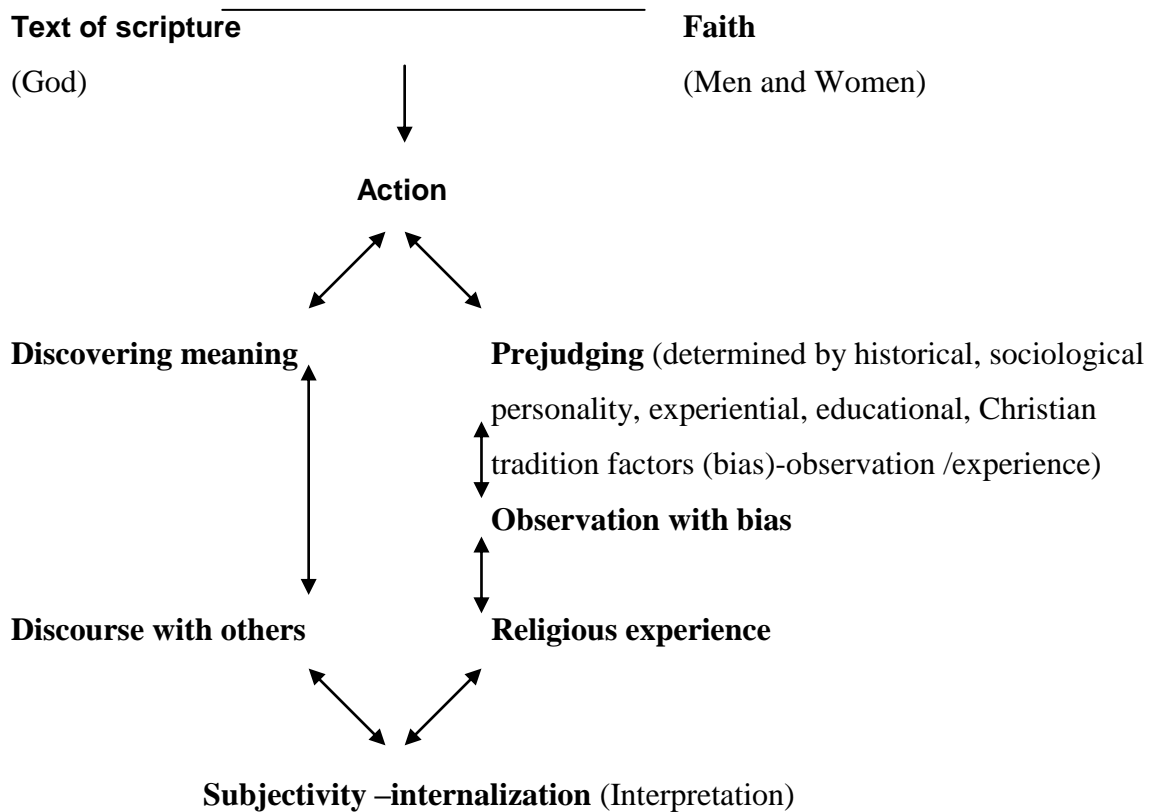 Text of scripture Faith
(God) (Men and Women)
Action
Discovering meaning Prejudging (determined by historical, sociological
personality, experiential, educational, Christian
tradition factors (bias)-observation /experience)
Observation with bias
Discourse with others Religious experience
Subjectivity –internalization (Interpretation)